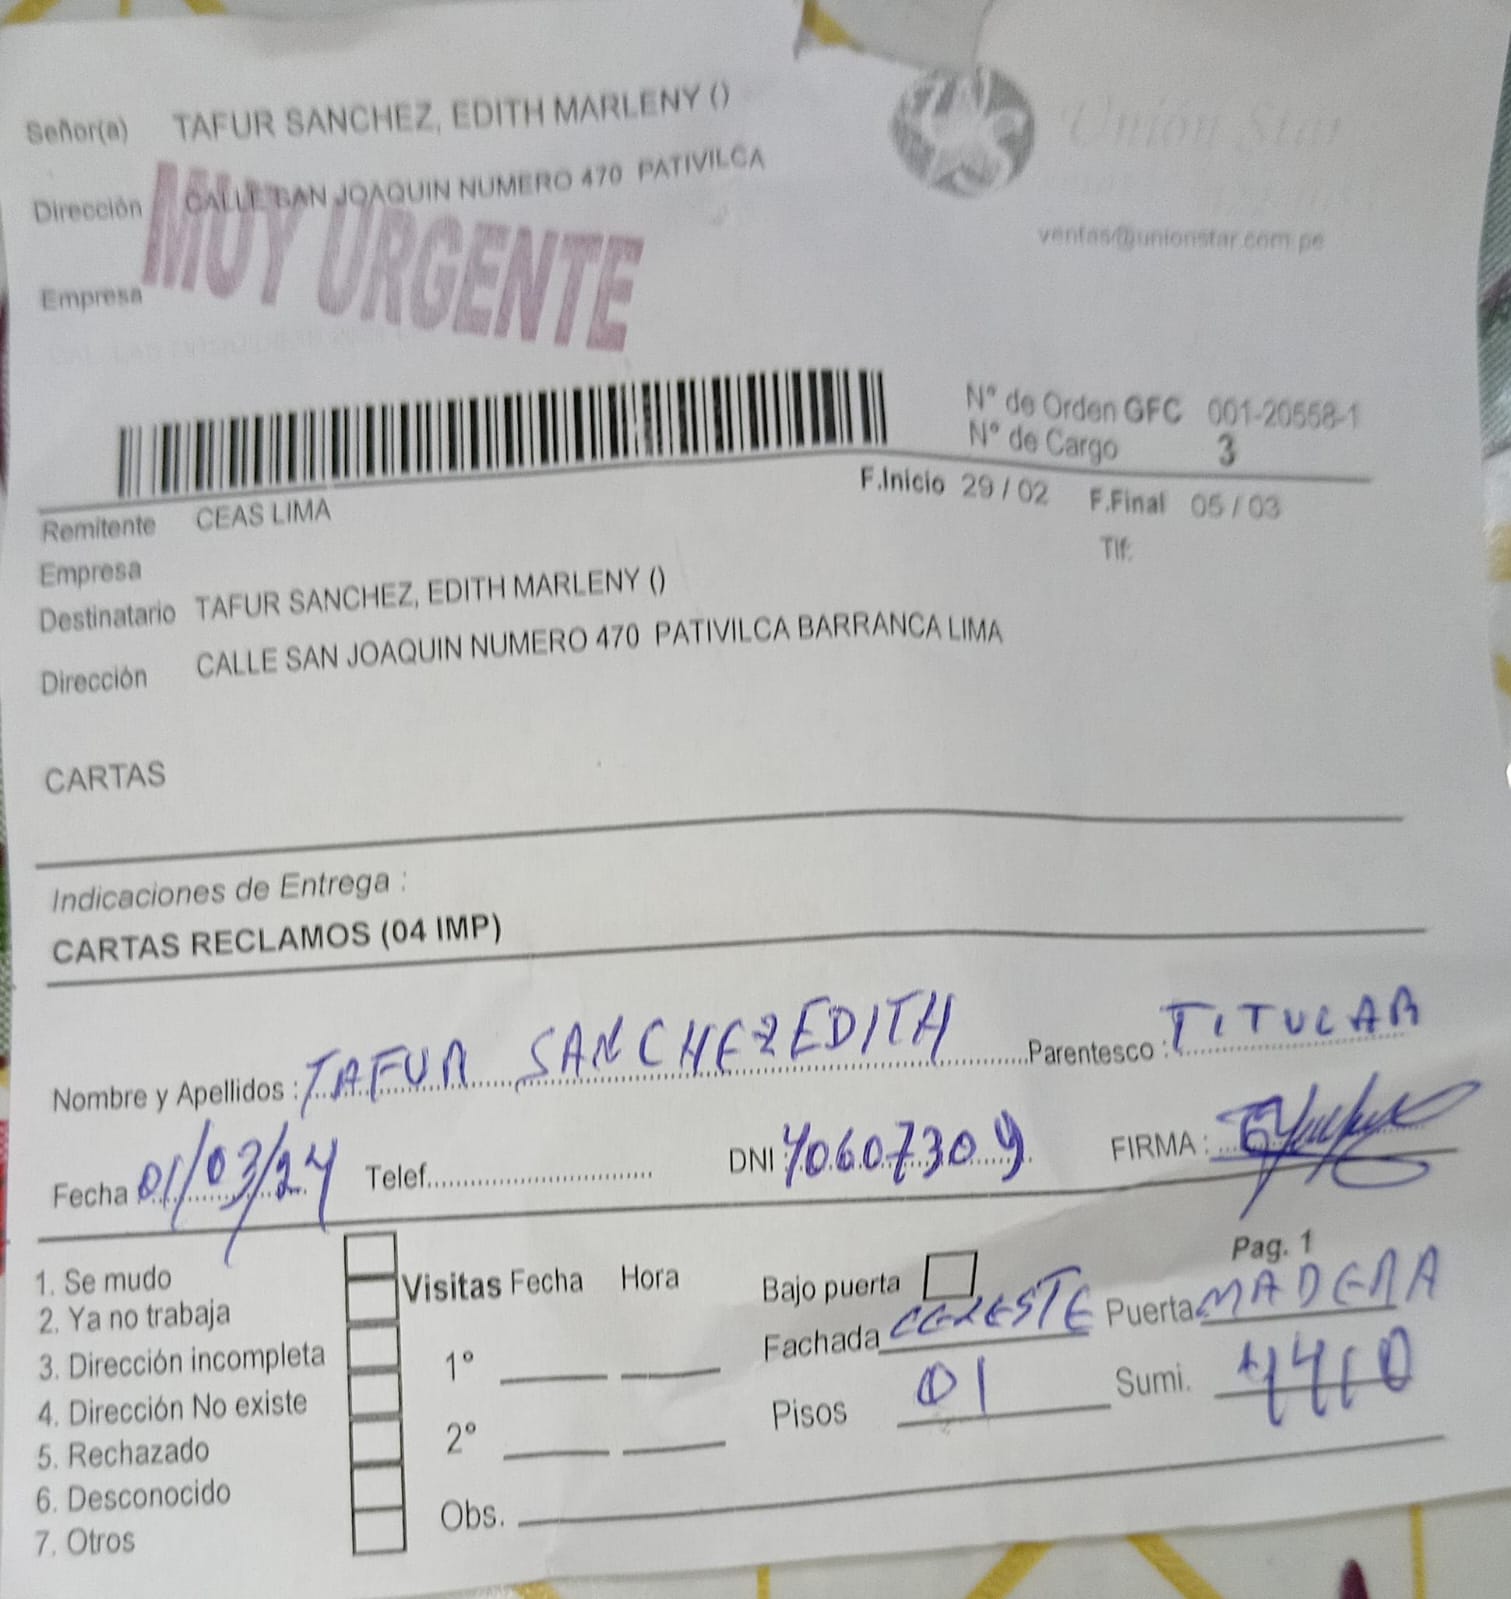 Señor(a) TAFUR SANCHEZ, EDITH MARLENY ()
Union Star
Dirección CALLE SAN JOAQUIN NUMERO 470 PATIVILCA
ventas@unionstar.com.pe
MUY URGENTE
Empresa
N° de Orden GFC 001-20558-1
N° de Cargo 3
F.Inicio 29 / 02 F.Final 05 / 03
Remitente CEAS LIMA
Tlf:
Empresa
Destinatario TAFUR SANCHEZ, EDITH MARLENY ()
Dirección CALLE SAN JOAQUIN NUMERO 470 PATIVILCA BARRANCA LIMA
CARTAS
Indicaciones de Entrega :
CARTAS RECLAMOS (04 IMP)
Nombre y Apellidos : TAFUR SANCHEZ EDITH Parentesco : TITULAR
Fecha 01/03/24 Telef. DNI 40607309 FIRMA :
Pag. 1
1. Se mudo
2. Ya no trabaja
3. Dirección incompleta
4. Dirección No existe
5. Rechazado
6. Desconocido
7. Otros
Visitas Fecha Hora
1°
2°
Obs.
Bajo puerta
Fachada CELESTE Puerta MADERA
Pisos 01 Sumi. 4410